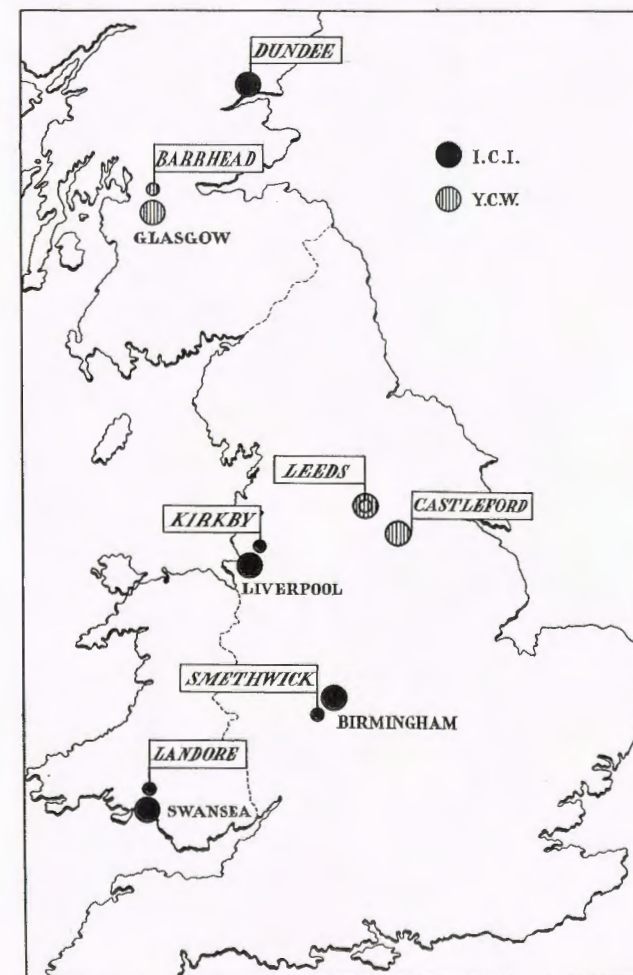 DUNDEE
I.C.I.
BARRHEAD
Y.C.W.
GLASGOW
LEEDS
CASTLEFORD
KIRKBY
LIVERPOOL
SMETHWICK
BIRMINGHAM
LANDORE
SWANSEA